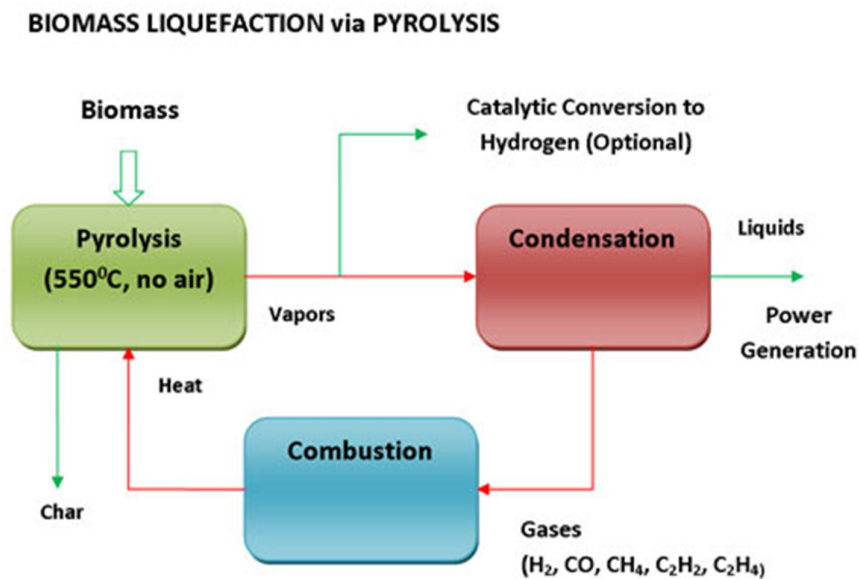 BIOMASS LIQUEFACTION via PYROLYSIS
Biomass
Catalytic Conversion to
Hydrogen (Optional)
Pyrolysis
(550⁰C, no air)
Vapors
Condensation
Liquids
Power
Generation
Heat
Combustion
Char
Gases
(H₂, CO, CH₄, C₂H₂, C₂H₄)